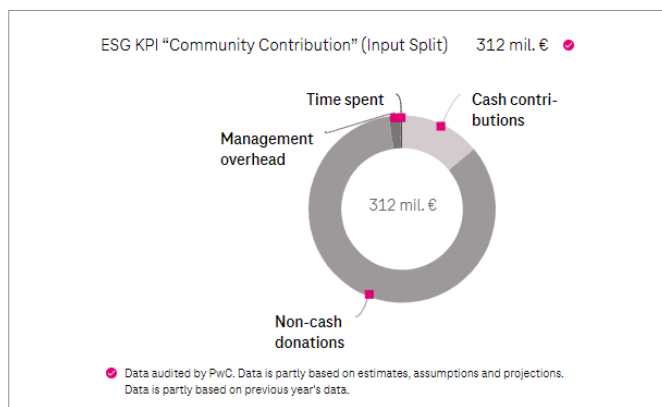 ESG KPI “Community Contribution” (Input Split) 312 mil. €
Time spent
Cash contri-
butions
Management
overhead
312 mil. €
Non-cash
donations
Data audited by PwC. Data is partly based on estimates, assumptions and projections.
Data is partly based on previous year's data.